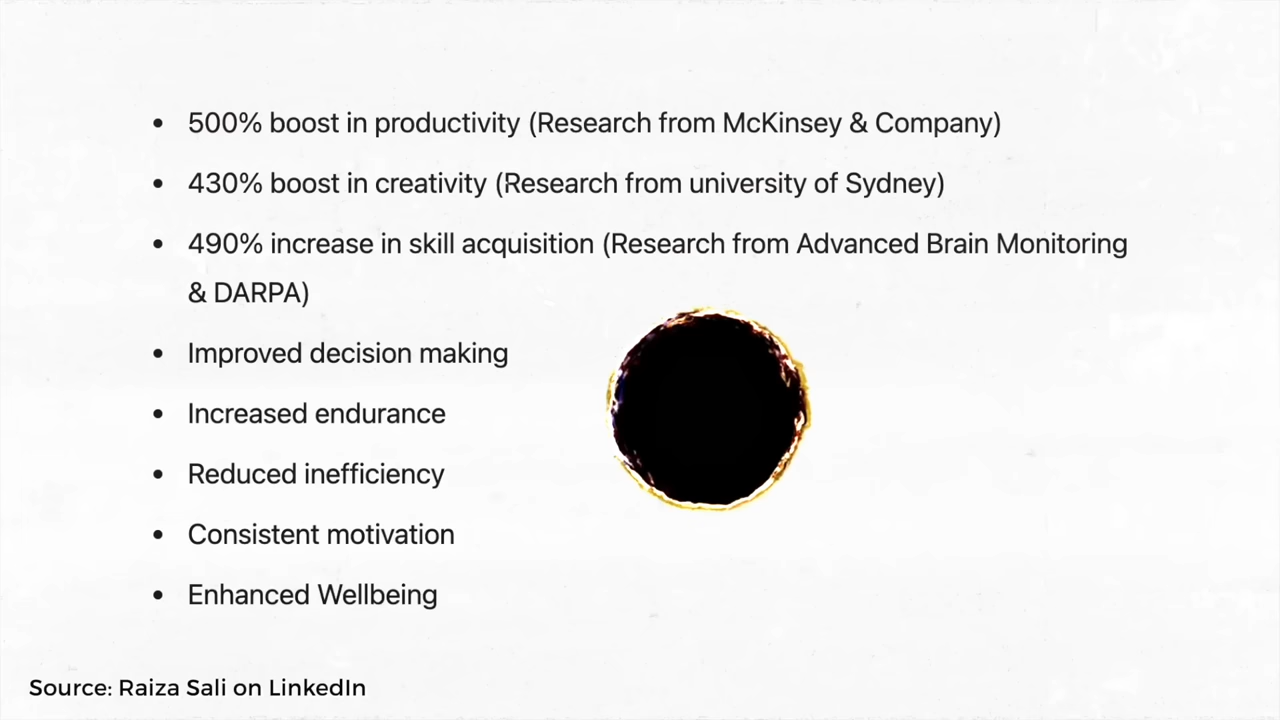 • 500% boost in productivity (Research from McKinsey & Company)
• 430% boost in creativity (Research from university of Sydney)
• 490% increase in skill acquisition (Research from Advanced Brain Monitoring
& DARPA)
• Improved decision making
• Increased endurance
• Reduced inefficiency
• Consistent motivation
• Enhanced Wellbeing
Source: Raiza Sali on LinkedIn